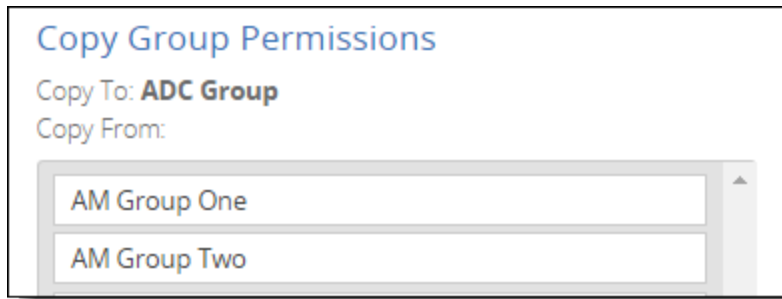 Copy Group Permissions
Copy To: ADC Group
Copy From:
AM Group One
AM Group Two